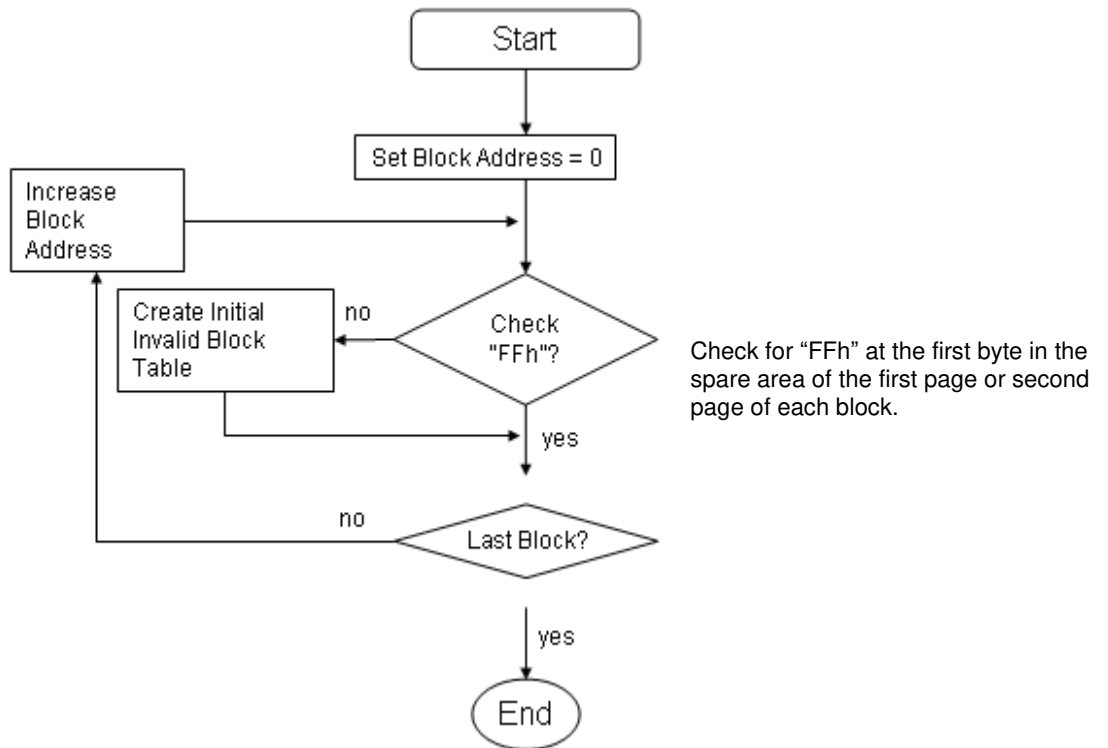 Start
Set Block Address = 0
Increase
Block
Address
Create Initial
Invalid Block
Table
no
Check
"FFh"?
Check for “FFh” at the first byte in the
spare area of the first page or second
page of each block.
yes
no
Last Block?
yes
End